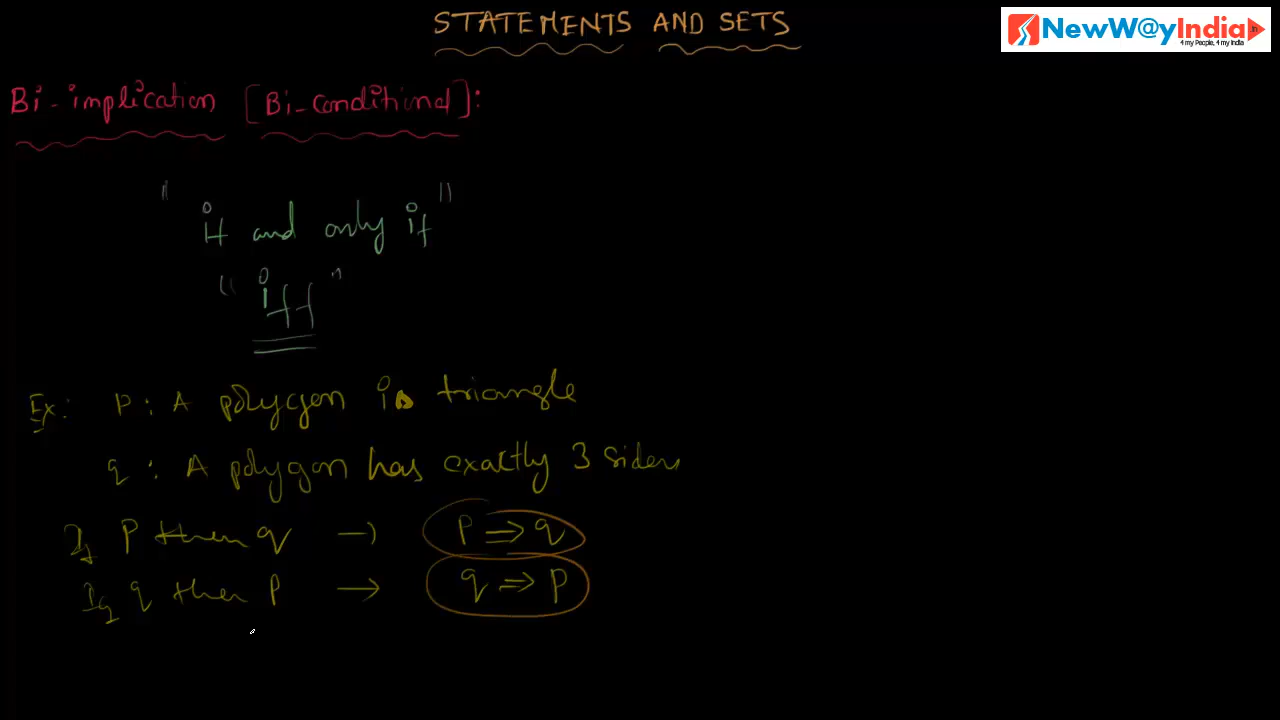 STATEMENTS AND SETS
NewW@yIndia.in
4 my People, 4 my India
Bi-implication [Bi-conditional]:
" if and only if "
" iff "
Ex: P: A polygon is triangle
q: A polygon has exactly 3 sides
If P then q → P ⇒ q
If q then P → q ⇒ P